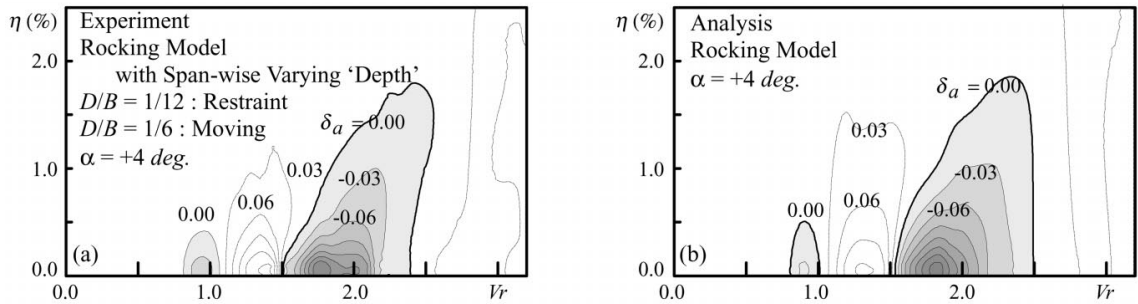 η (%)
Experiment
Rocking Model
with Span-wise Varying ‘Depth’
D/B = 1/12 : Restraint
D/B = 1/6 : Moving
α = +4 deg.
2.0
1.0
0.0
δa = 0.00
0.03
-0.03
0.06
-0.06
0.00
(a)
0.0
1.0
2.0
Vr
η (%)
Analysis
Rocking Model
α = +4 deg.
2.0
1.0
0.0
δa = 0.00
0.03
-0.03
0.06
-0.06
0.00
(b)
0.0
1.0
2.0
Vr